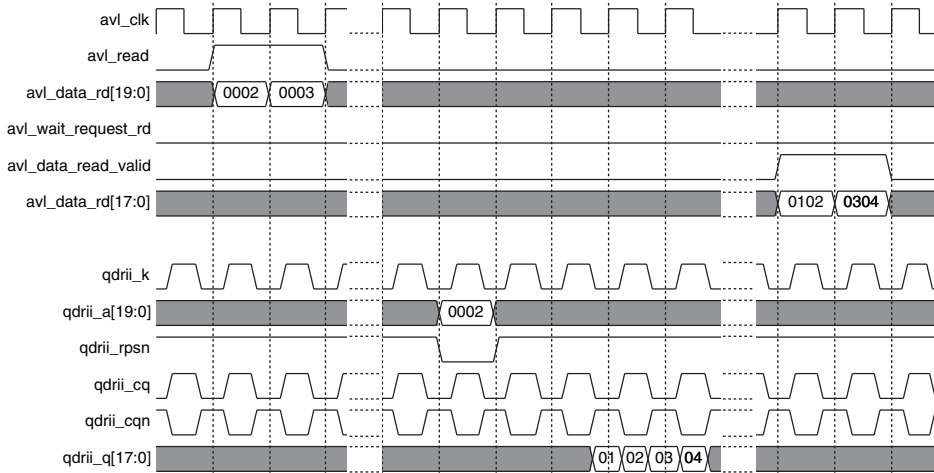 avl_clk
avl_read
avl_data_rd[19:0] 0002 0003
avl_wait_request_rd
avl_data_read_valid
avl_data_rd[17:0] 0102 0304
qdrii_k
qdrii_a[19:0] 0002
qdrii_rpsn
qdrii_cq
qdrii_cqn
qdrii_q[17:0] 01 02 03 04